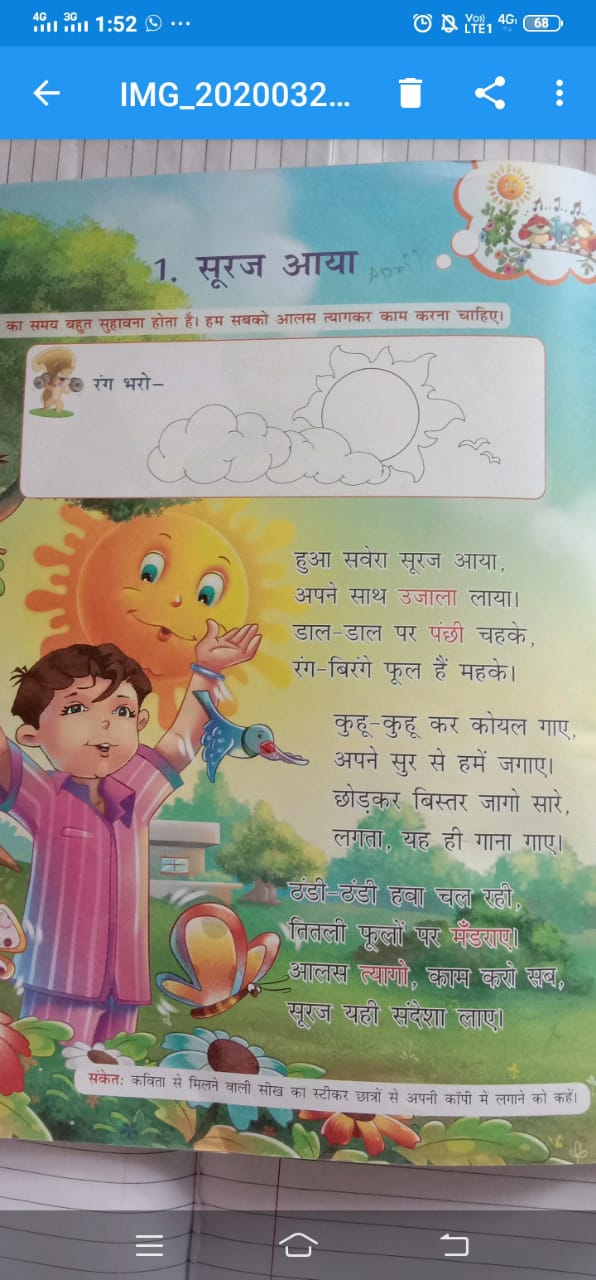 4G 3G 1:52 Vo)) LTE1 4G 68
IMG_2020032...
1. सूरज आया April
का समय बहुत सुहावना होता है। हम सबको आलस त्यागकर काम करना चाहिए।
रंग भरो–
हुआ सवेरा सूरज आया,
अपने साथ उजाला लाया।
डाल-डाल पर पंछी चहके,
रंग-बिरंगे फूल हैं महके।
कुहू-कुहू कर कोयल गाए,
अपने सुर से हमें जगाए।
छोड़कर बिस्तर जागो सारे,
लगता, यह ही गाना गाए।
ठंडी-ठंडी हवा चल रही,
तितली फूलों पर मँडराए।
आलस त्यागो, काम करो सब,
सूरज यही संदेशा लाए।
संकेत: कविता से मिलने वाली सीख का स्टीकर छात्रों से अपनी कॉपी में लगाने को कहें।